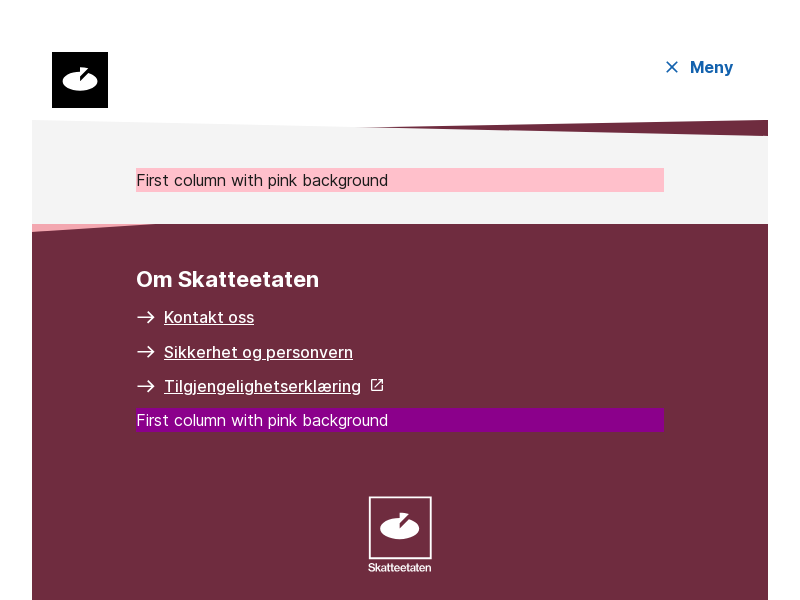 Meny
First column with pink background
Om Skatteetaten
Kontakt oss
Sikkerhet og personvern
Tilgjengelighetserklæring
First column with pink background
Skatteetaten